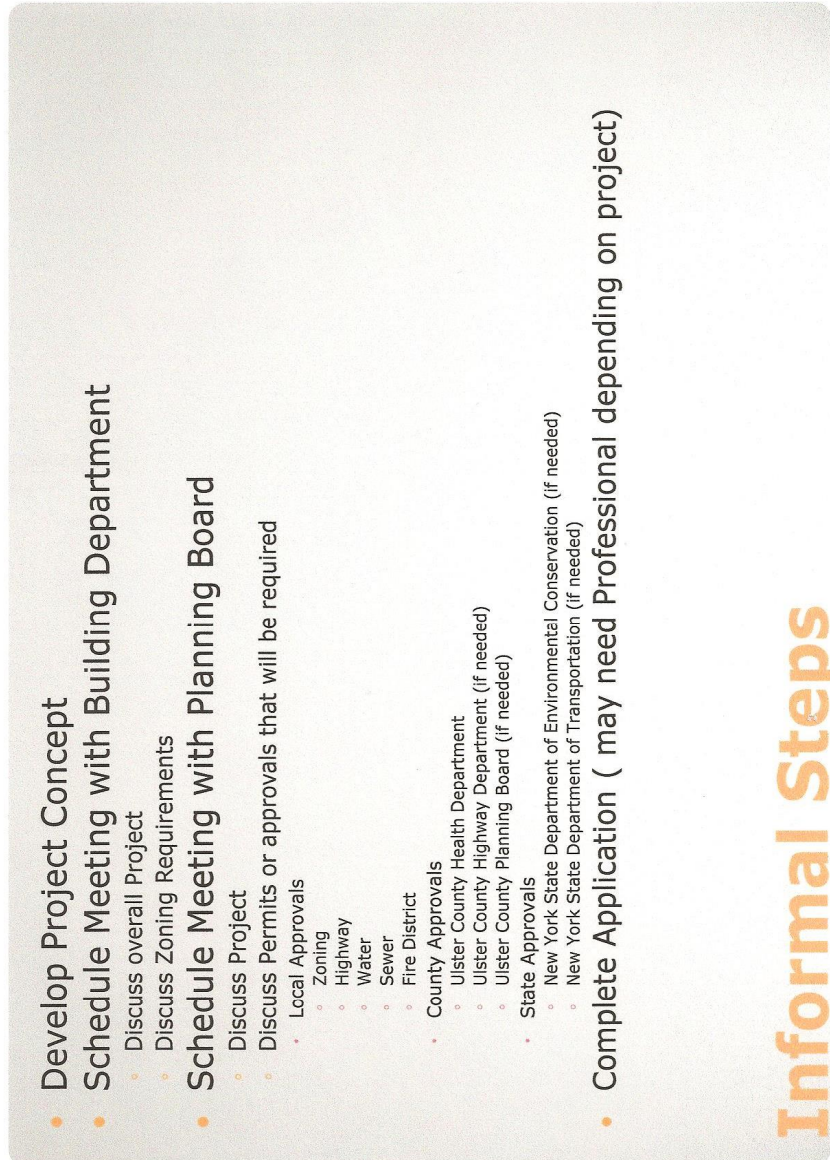 Develop Project Concept
Schedule Meeting with Building Department
Discuss overall Project
Discuss Zoning Requirements
Schedule Meeting with Planning Board
Discuss Project
Discuss Permits or approvals that will be required
Local Approvals
Zoning
Highway
Water
Sewer
Fire District
County Approvals
Ulster County Health Department
Ulster County Highway Department (if needed)
Ulster County Planning Board (if needed)
State Approvals
New York State Department of Environmental Conservation (if needed)
New York State Department of Transportation (if needed)
Complete Application ( may need Professional depending on project)
Informal Steps